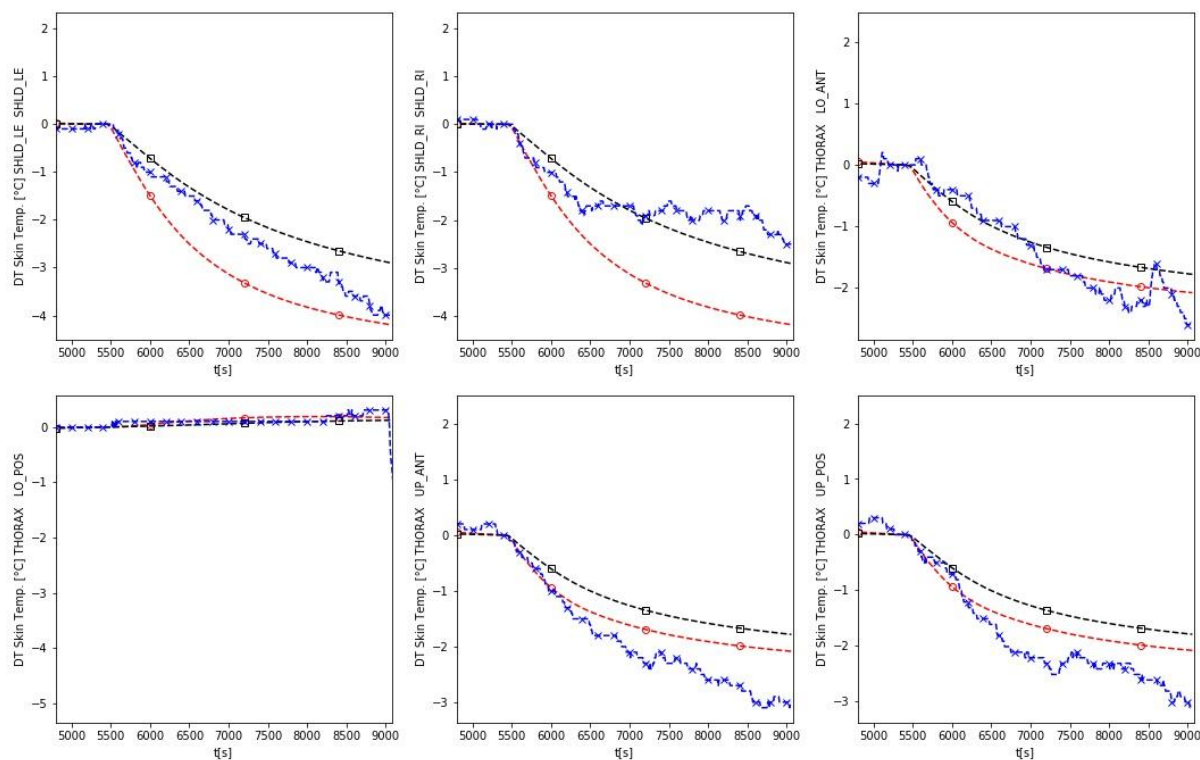 DT Skin Temp. [°C] SHLD_LE SHLD_LE
2
1
0
−1
−2
−3
−4
5000 5500 6000 6500 7000 7500 8000 8500 9000
t[s]
DT Skin Temp. [°C] SHLD_RI SHLD_RI
2
1
0
−1
−2
−3
−4
5000 5500 6000 6500 7000 7500 8000 8500 9000
t[s]
DT Skin Temp. [°C] THORAX LO_ANT
2
1
0
−1
−2
5000 5500 6000 6500 7000 7500 8000 8500 9000
t[s]
DT Skin Temp. [°C] THORAX LO_POS
0
−1
−2
−3
−4
−5
5000 5500 6000 6500 7000 7500 8000 8500 9000
t[s]
DT Skin Temp. [°C] THORAX UP_ANT
2
1
0
−1
−2
−3
5000 5500 6000 6500 7000 7500 8000 8500 9000
t[s]
DT Skin Temp. [°C] THORAX UP_POS
2
1
0
−1
−2
−3
5000 5500 6000 6500 7000 7500 8000 8500 9000
t[s]